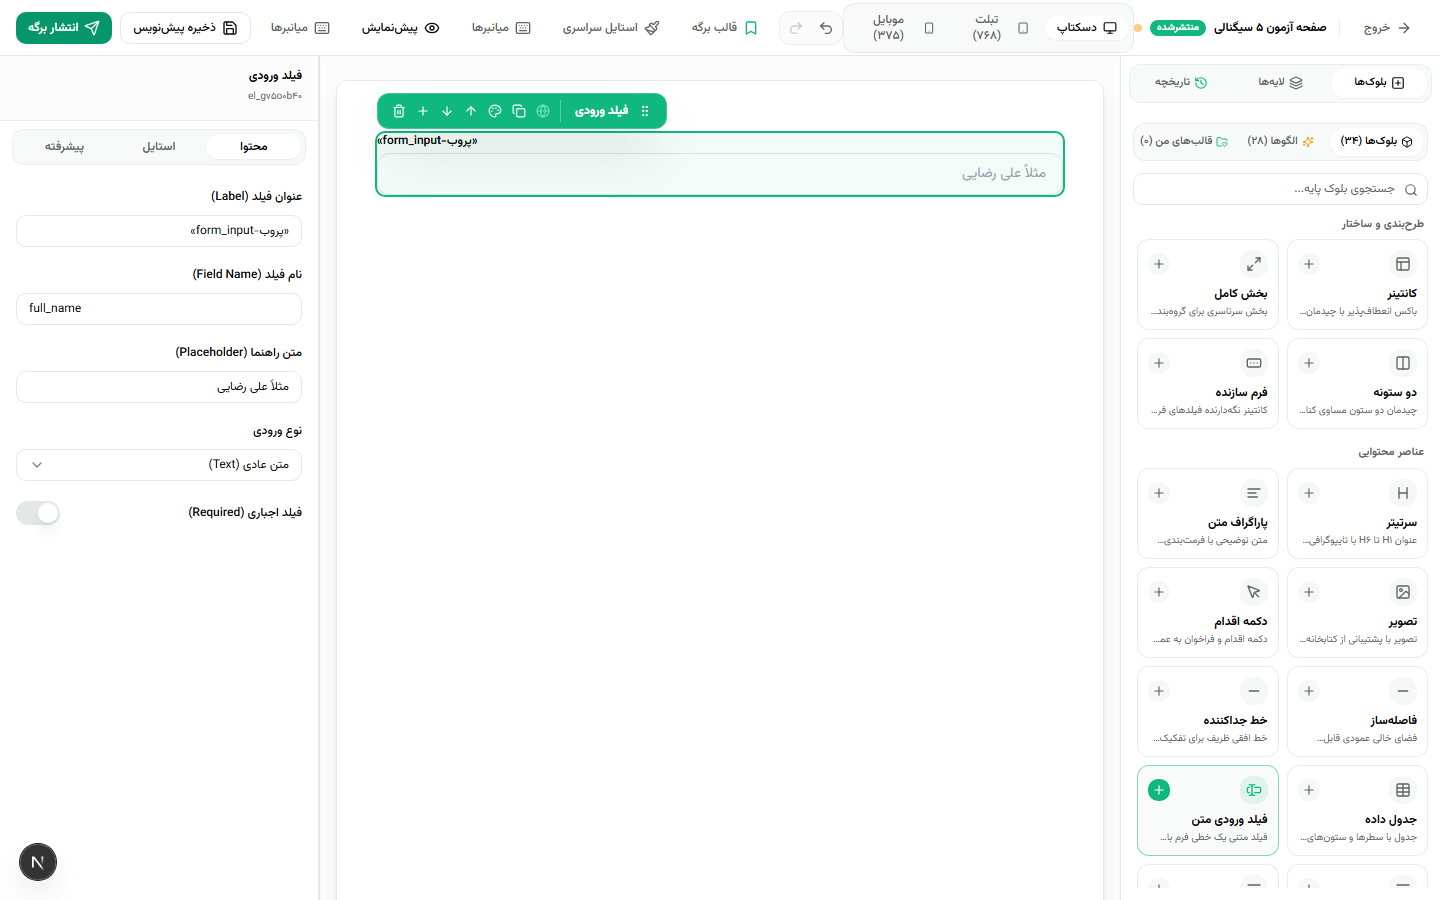 خروج
صفحه آزمون ۵ سیگنالی
منتشرشده
دسکتاپ
تبلت (۷۶۸)
موبایل (۳۷۵)
قالب برگه
استایل سراسری
میانبرها
پیش‌نمایش
میانبرها
ذخیره پیش‌نویس
انتشار برگه
بلوک‌ها
لایه‌ها
تاریخچه
بلوک‌ها (۳۴)
الگوها (۲۸)
قالب‌های من (۰)
جستجوی بلوک پایه...
طرح‌بندی و ساختار
کانتینر
باکس انعطاف‌پذیر با چیدمان...
بخش کامل
بخش سرتاسری برای گروه‌بند...
دو ستونه
چیدمان دو ستون مساوی کنا...
فرم سازنده
کانتینر نگه‌دارنده فیلدهای فر...
عناصر محتوایی
سرتیتر
عنوان H۱ تا H۶ با تایپوگرافی...
پاراگراف متن
متن توضیحی با فرمت‌بندی...
تصویر
تصویر با پشتیبانی از کتابخانه...
دکمه اقدام
دکمه اقدام و فراخوان به عمـ...
فاصله‌ساز
فضای خالی عمودی قابل...
خط جداکننده
خط افقی ظریف برای تفکیک...
جدول داده
جدول با سطرها و ستون‌های...
فیلد ورودی متن
فیلد متنی یک خطی فرم با...
فیلد ورودی
«پروب-form_input»
مثلاً علی رضایی
فیلد ورودی
el_gv۵o۰b۴۰
محتوا
استایل
پیشرفته
عنوان فیلد (Label)
«پروب-form_input»
نام فیلد (Field Name)
full_name
متن راهنما (Placeholder)
مثلاً علی رضایی
نوع ورودی
متن عادی (Text)
فیلد اجباری (Required)
N